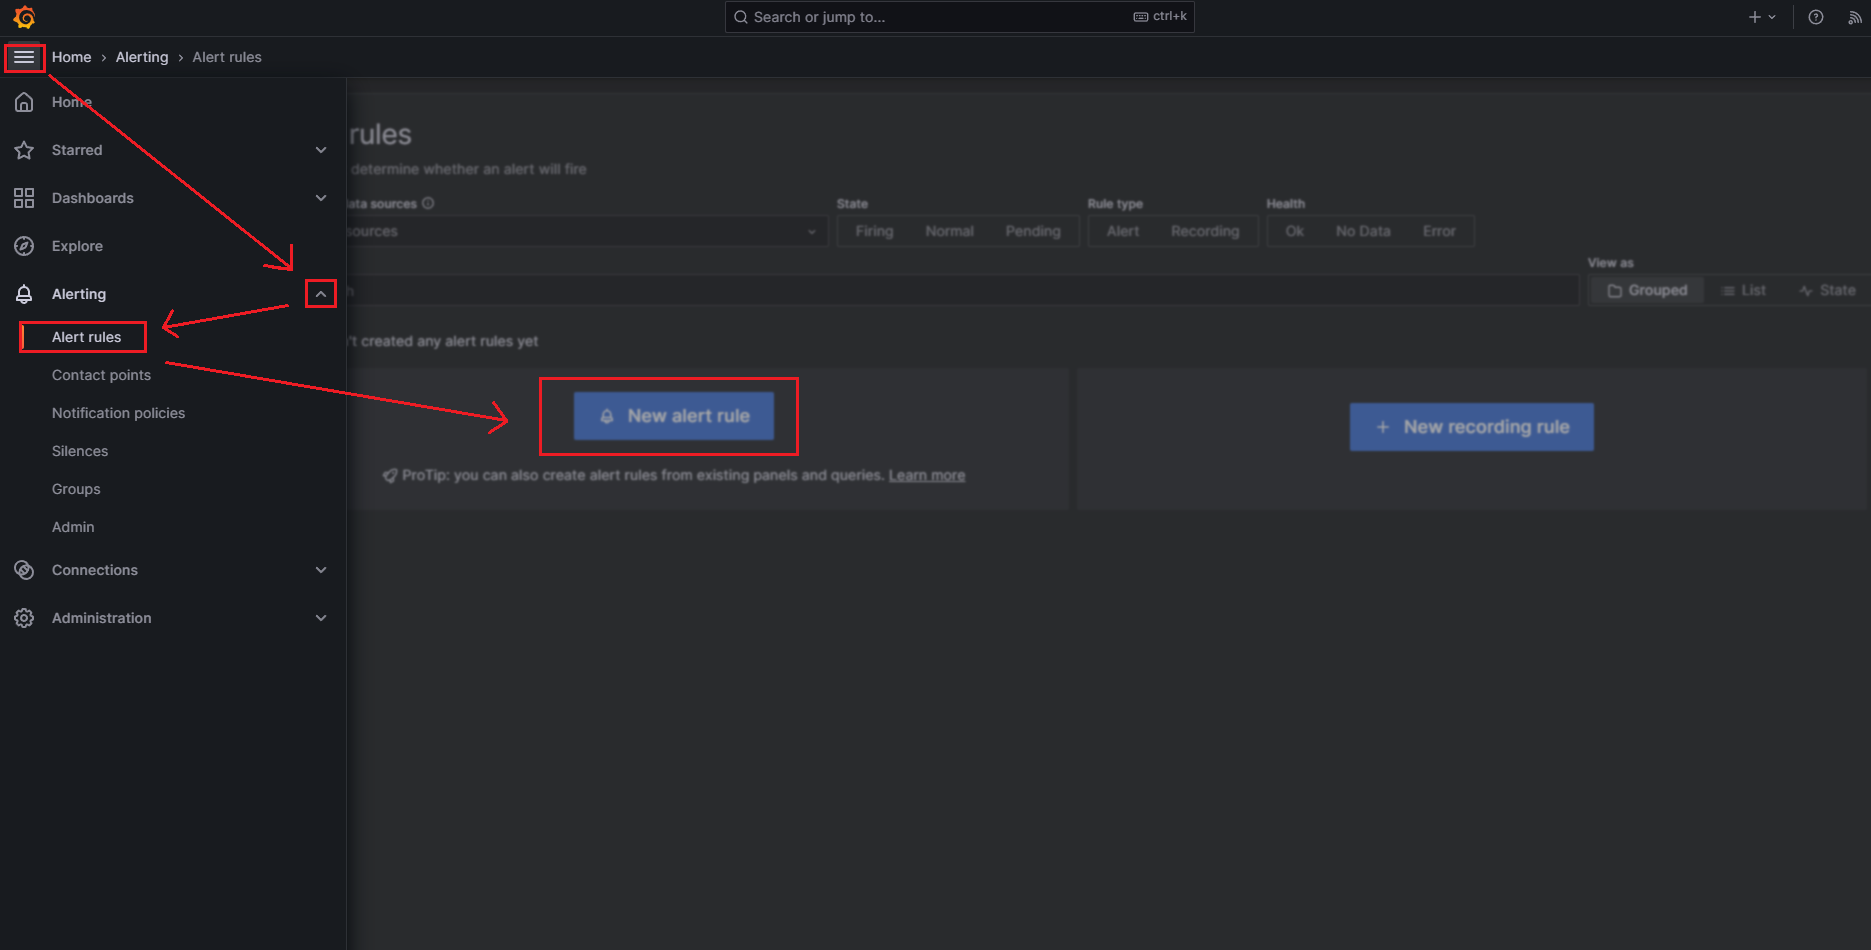 Search or jump to... ctrl+k
Home › Alerting › Alert rules
Home
Starred
Dashboards
Explore
Alerting
Alert rules
Contact points
Notification policies
Silences
Groups
Admin
Connections
Administration
rules
determine whether an alert will fire
data sources
sources
State
Firing Normal Pending
Rule type
Alert Recording
Health
Ok No Data Error
View as
Grouped List State
't created any alert rules yet
New alert rule
ProTip: you can also create alert rules from existing panels and queries. Learn more
+ New recording rule